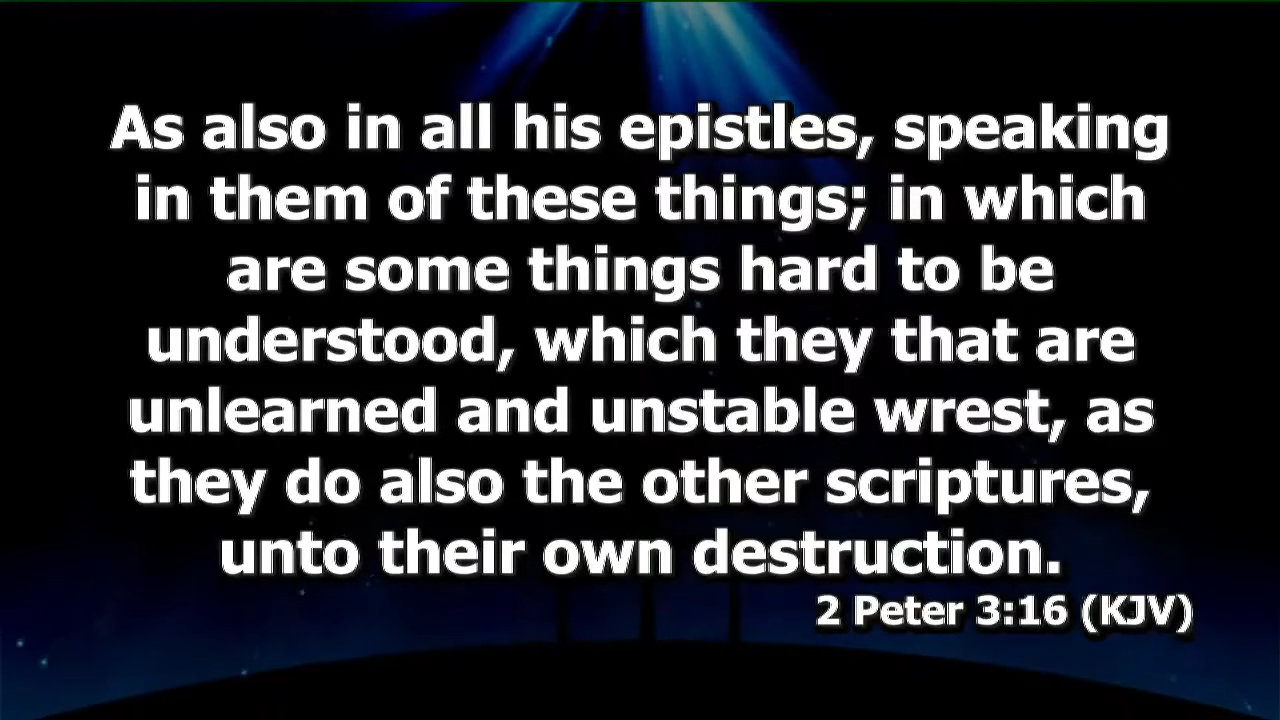 As also in all his epistles, speaking
in them of these things; in which
are some things hard to be
understood, which they that are
unlearned and unstable wrest, as
they do also the other scriptures,
unto their own destruction.
2 Peter 3:16 (KJV)